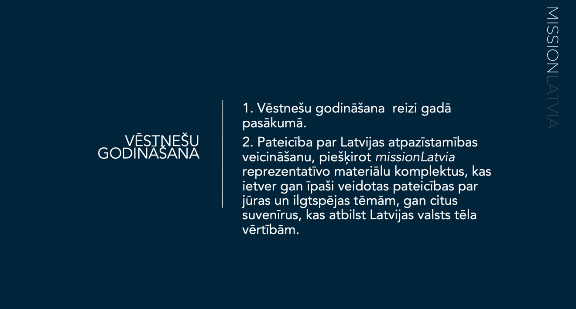 MISSIONLATVIA
VĒSTNEŠU
GODINĀŠANA
1. Vēstnešu godināšana  reizi gadā
pasākumā.
2. Pateicība par Latvijas atpazīstamības
veicināšanu, piešķirot missionLatvia
reprezentatīvo materiālu komplektus, kas
ietver gan īpaši veidotas pateicības par
jūras un ilgtspējas tēmām, gan citus
suvenīrus, kas atbilst Latvijas valsts tēla
vērtībām.